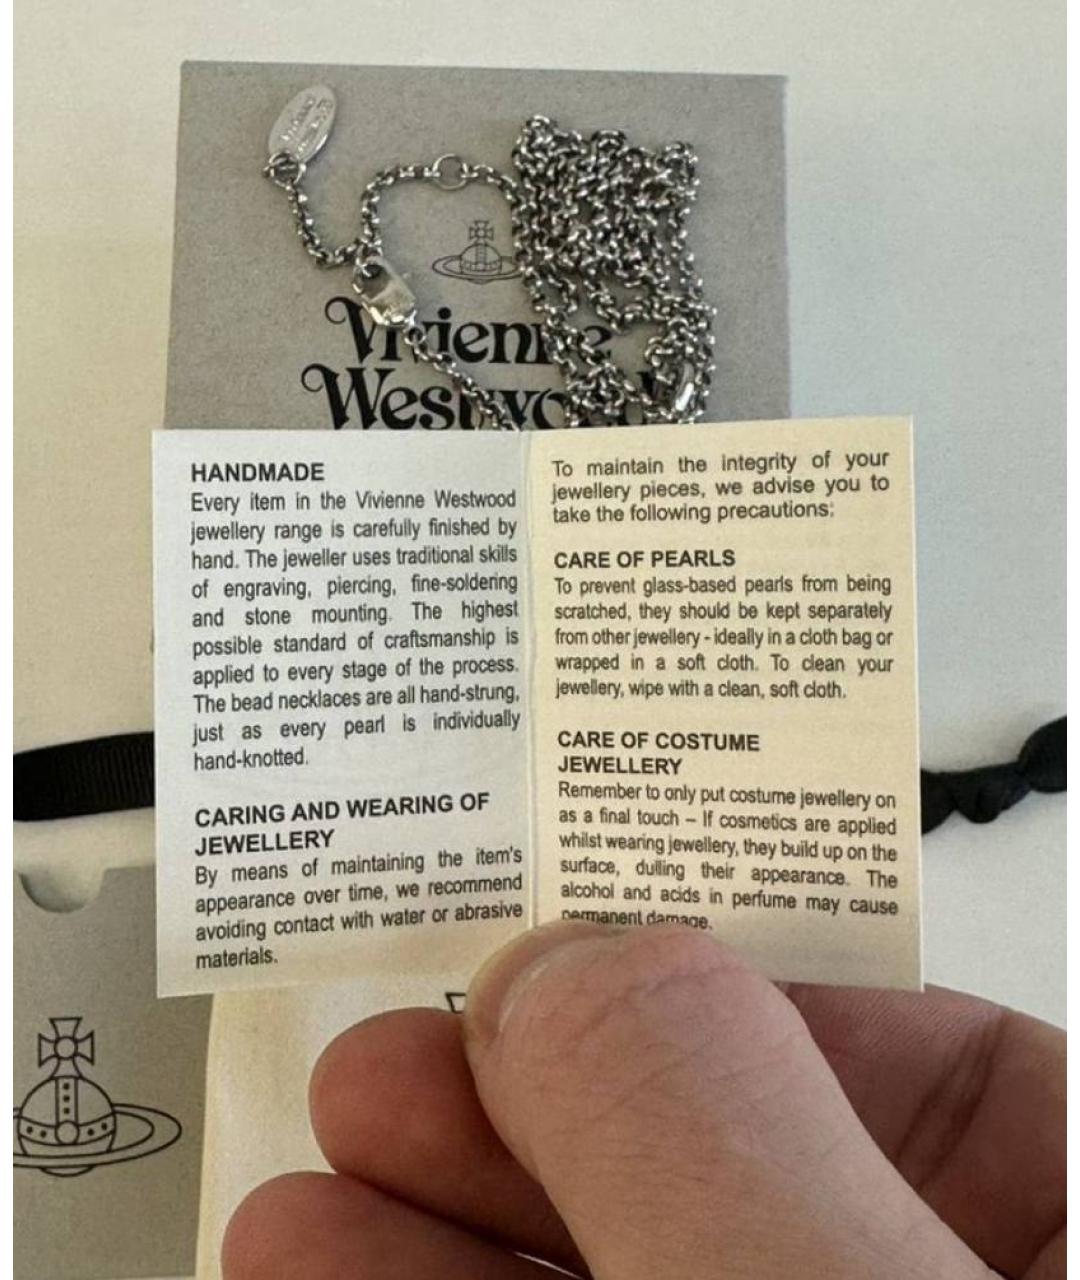 Vivienne
Westwood
HANDMADE
Every item in the Vivienne Westwood
jewellery range is carefully finished by
hand. The jeweller uses traditional skills
of engraving, piercing, fine-soldering
and stone mounting. The highest
possible standard of craftsmanship is
applied to every stage of the process.
The bead necklaces are all hand-strung,
just as every pearl is individually
hand-knotted.
CARING AND WEARING OF
JEWELLERY
By means of maintaining the item's
appearance over time, we recommend
avoiding contact with water or abrasive
materials.
To maintain the integrity of your
jewellery pieces, we advise you to
take the following precautions:
CARE OF PEARLS
To prevent glass-based pearls from being
scratched, they should be kept separately
from other jewellery - ideally in a cloth bag or
wrapped in a soft cloth. To clean your
jewellery, wipe with a clean, soft cloth.
CARE OF COSTUME
JEWELLERY
Remember to only put costume jewellery on
as a final touch – If cosmetics are applied
whilst wearing jewellery, they build up on the
surface, dulling their appearance. The
alcohol and acids in perfume may cause
permanent damage.